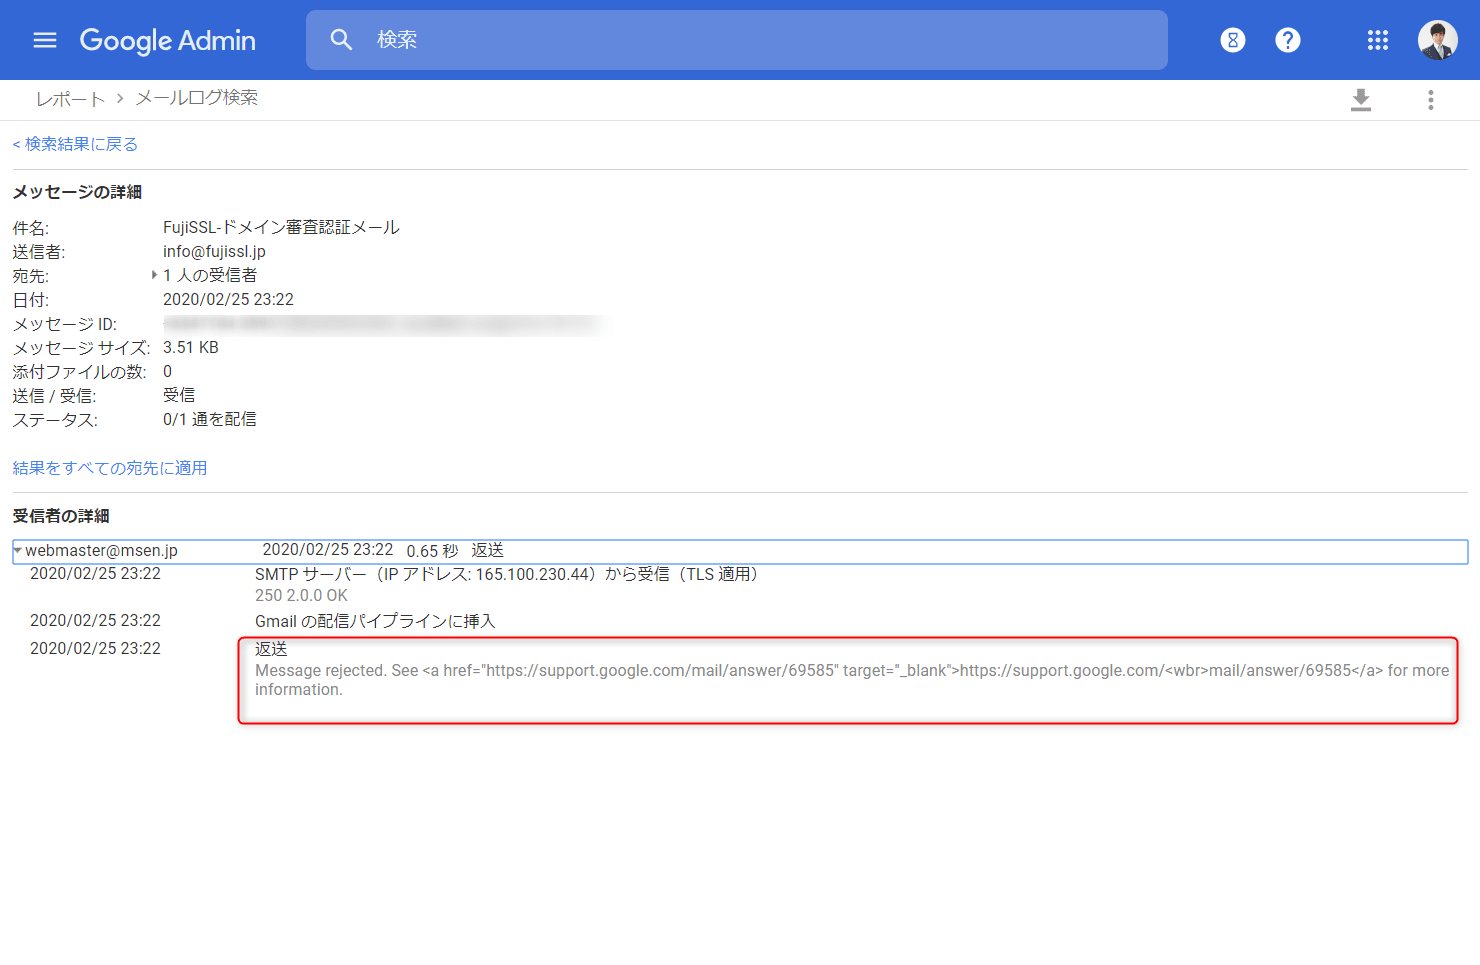 Google Admin
検索
レポート > メールログ検索
< 検索結果に戻る
メッセージの詳細
件名: FujiSSL-ドメイン審査認証メール
送信者: info@fujissl.jp
宛先: 1 人の受信者
日付: 2020/02/25 23:22
メッセージ ID:
メッセージ サイズ: 3.51 KB
添付ファイルの数: 0
送信 / 受信: 受信
ステータス: 0/1 通を配信
結果をすべての宛先に適用
受信者の詳細
webmaster@msen.jp 2020/02/25 23:22 0.65 秒 返送
2020/02/25 23:22 SMTP サーバー（IP アドレス: 165.100.230.44）から受信（TLS 適用）
250 2.0.0 OK
2020/02/25 23:22 Gmail の配信パイプラインに挿入
2020/02/25 23:22 返送
Message rejected. See <a href="https://support.google.com/mail/answer/69585" target="_blank">https://support.google.com/<wbr>mail/answer/69585</a> for more
information.